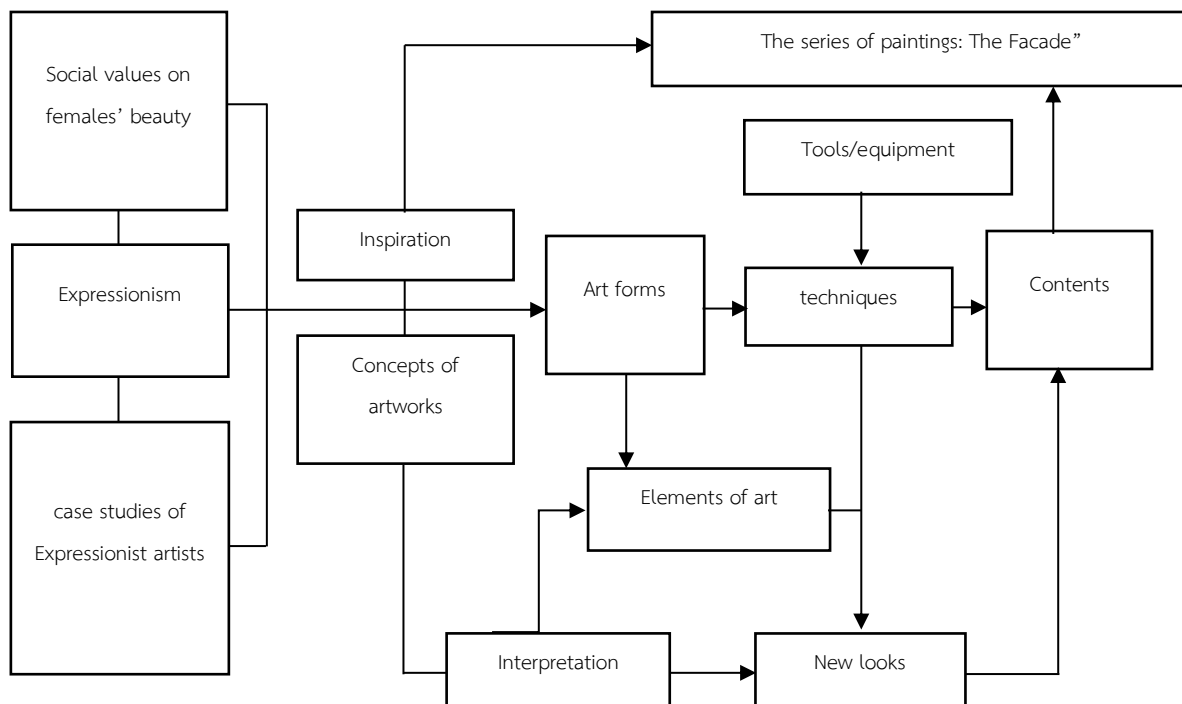 The series of paintings: The Facade”
Social values on
females’ beauty
Tools/equipment
Inspiration
Expressionism
Art forms
techniques
Contents
Concepts of
artworks
case studies of
Expressionist artists
Elements of art
Interpretation
New looks